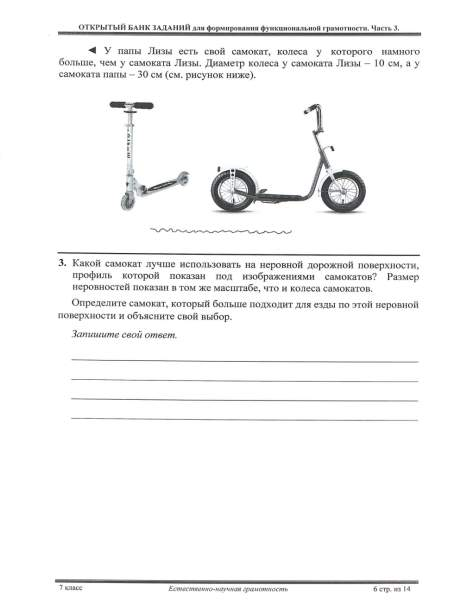 ОТКРЫТЫЙ БАНК ЗАДАНИЙ для формирования функциональной грамотности. Часть 3.
◄ У папы Лизы есть свой самокат, колеса у которого намного
больше, чем у самоката Лизы. Диаметр колеса у самоката Лизы – 10 см, а у
самоката папы – 30 см (см. рисунок ниже).
3. Какой самокат лучше использовать на неровной дорожной поверхности,
профиль которой показан под изображениями самокатов? Размер
неровностей показан в том же масштабе, что и колеса самокатов.
Определите самокат, который больше подходит для езды по этой неровной
поверхности и объясните свой выбор.
Запишите свой ответ.
7 класс Естественно-научная грамотность 6 стр. из 14